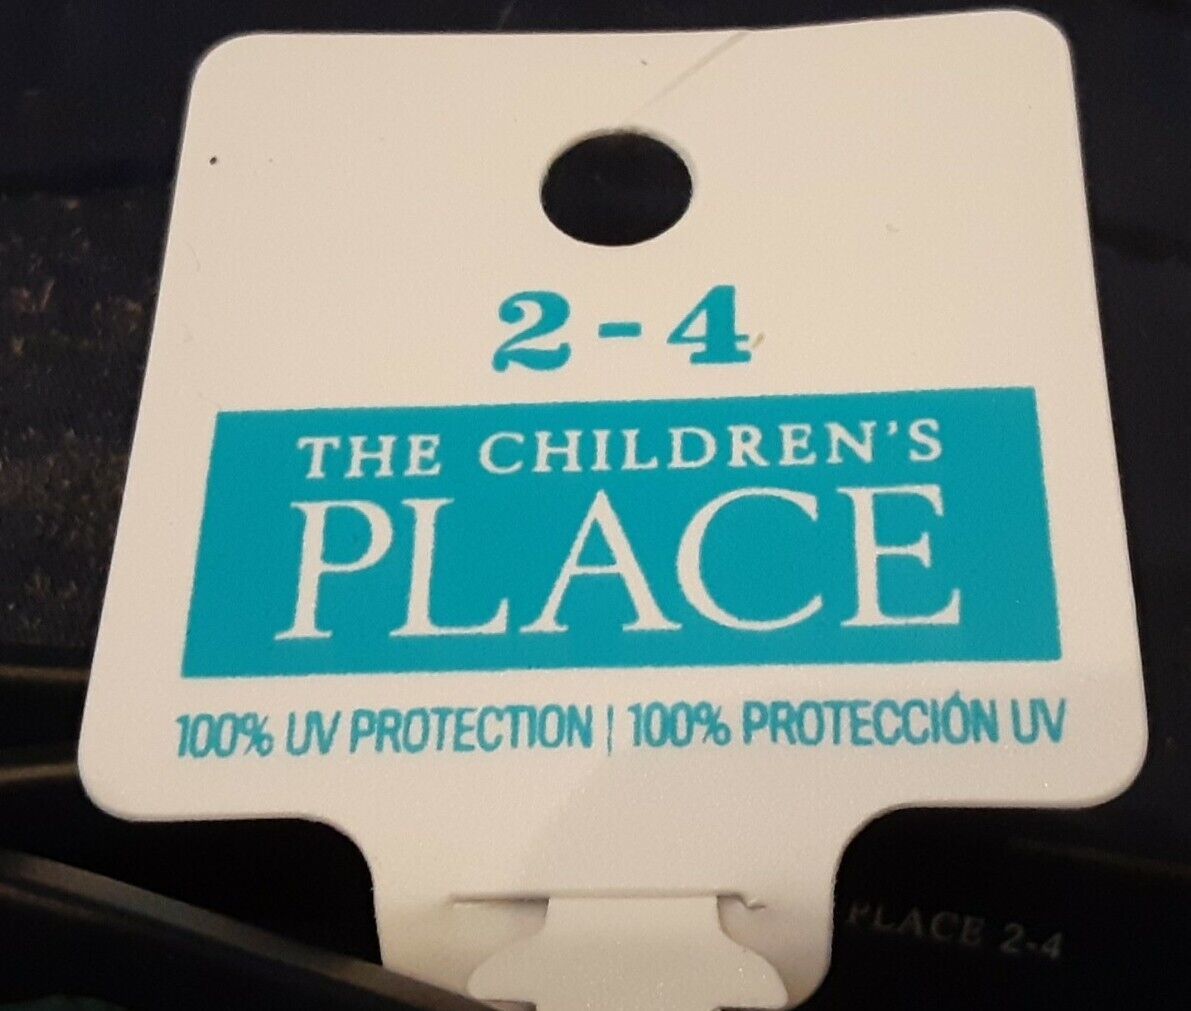 2-4
THE CHILDREN'S
PLACE
100% UV PROTECTION | 100% PROTECCIÓN UV
PLACE 2-4